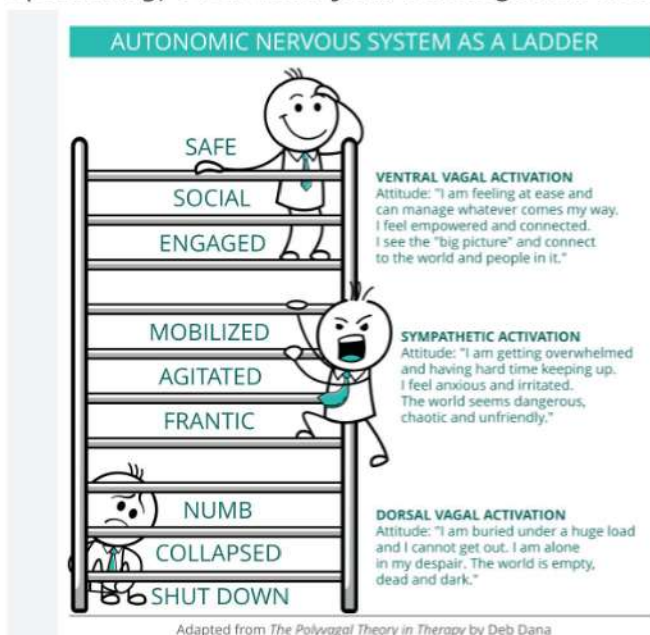 AUTONOMIC NERVOUS SYSTEM AS A LADDER
SAFE
SOCIAL
ENGAGED
VENTRAL VAGAL ACTIVATION
Attitude: "I am feeling at ease and
can manage whatever comes my way.
I feel empowered and connected.
I see the "big picture" and connect
to the world and people in it."
MOBILIZED
AGITATED
FRANTIC
SYMPATHETIC ACTIVATION
Attitude: "I am getting overwhelmed
and having hard time keeping up.
I feel anxious and irritated.
The world seems dangerous,
chaotic and unfriendly."
NUMB
COLLAPSED
SHUT DOWN
DORSAL VAGAL ACTIVATION
Attitude: "I am buried under a huge load
and I cannot get out. I am alone
in my despair. The world is empty,
dead and dark."
Adapted from The Polyvagal Theory in Therapy by Deb Dana